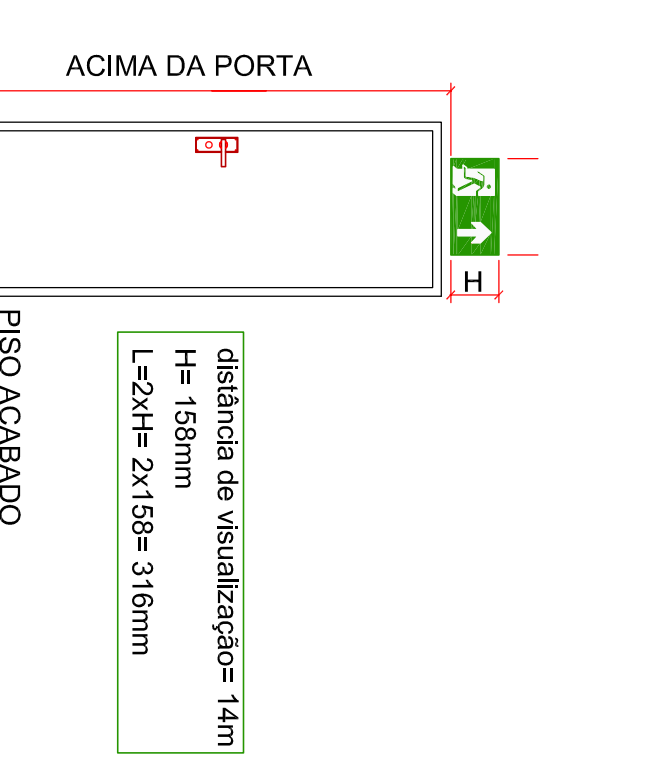 ACIMA DA PORTA
H
distância de visualização= 14m
H= 158mm
L=2xH= 2x158= 316mm
PISO ACABADO